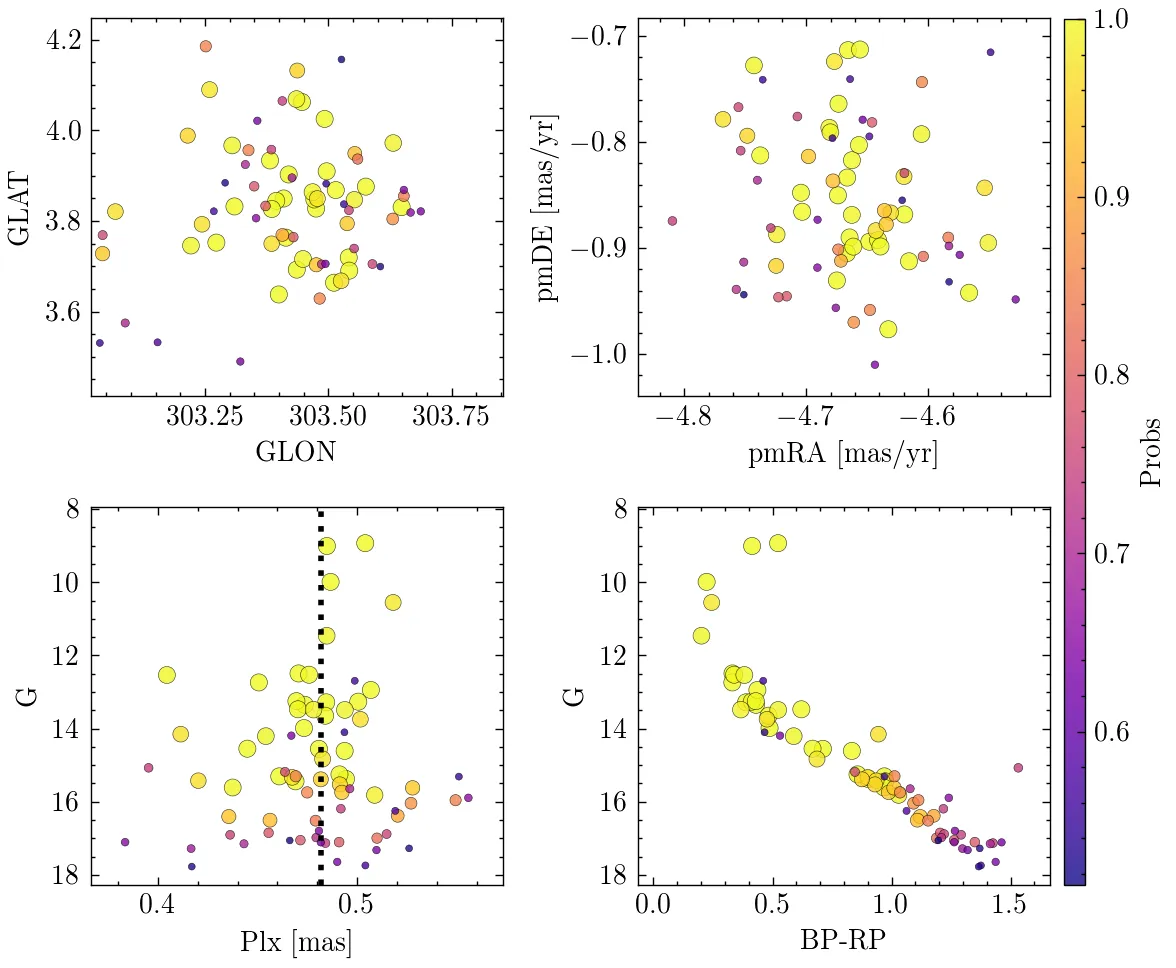 4.2
4.0
3.8
3.6
GLAT
303.25 303.50 303.75
GLON
−0.7
−0.8
−0.9
−1.0
pmDE [mas/yr]
−4.8 −4.7 −4.6
pmRA [mas/yr]
8
10
12
14
16
18
G
0.4 0.5
Plx [mas]
8
10
12
14
16
18
G
0.0 0.5 1.0 1.5
BP-RP
1.0
0.9
0.8
0.7
0.6
Probs